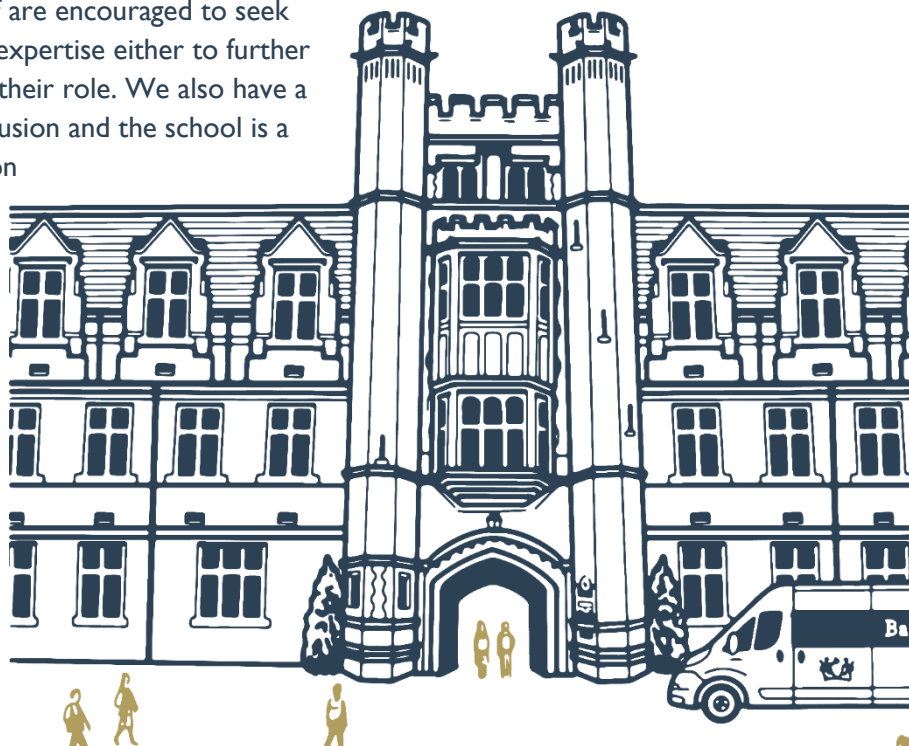 are encouraged to seek
expertise either to further
their role. We also have a
usion and the school is a
on
Ba